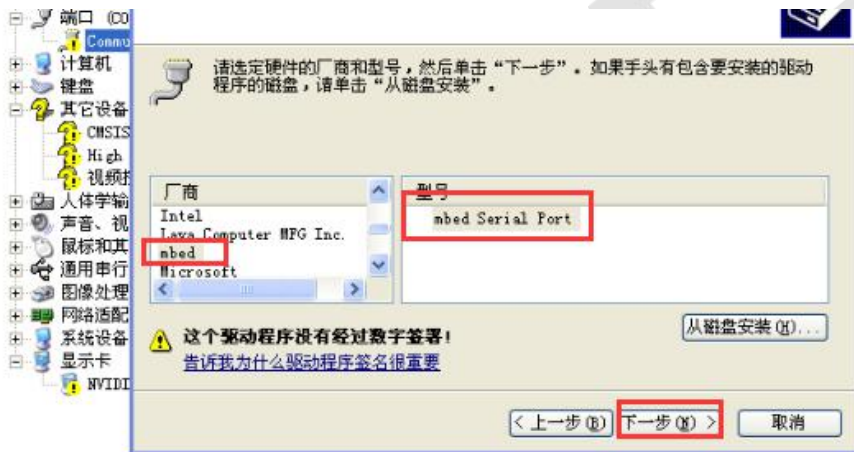 端口 (CO
Commu
计算机
键盘
其它设备
CMSIS
High
视频
人体学输
声音、视
鼠标和其
通用串行
图像处理
网络适配
系统设备
显示卡
NVIDI
请选定硬件的厂商和型号，然后单击“下一步”。如果手头有包含要安装的驱动
程序的磁盘，请单击“从磁盘安装”。
厂商
Intel
Lava Computer MFG Inc.
mbed
Microsoft
型号
mbed Serial Port
这个驱动程序没有经过数字签署!
告诉我为什么驱动程序签名很重要
从磁盘安装(H)...
< 上一步(B)
下一步(N) >
取消